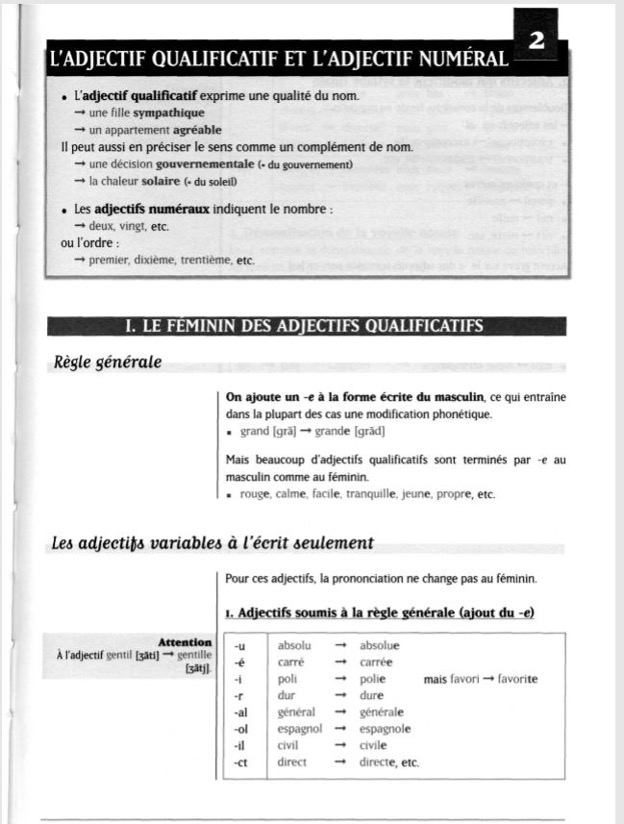 2
L'ADJECTIF QUALIFICATIF ET L'ADJECTIF NUMÉRAL
• L'adjectif qualificatif exprime une qualité du nom.
→ une fille sympathique
→ un appartement agréable
Il peut aussi en préciser le sens comme un complément de nom.
→ une décision gouvernementale (= du gouvernement)
→ la chaleur solaire (= du soleil)
• Les adjectifs numéraux indiquent le nombre :
→ deux, vingt, etc.
ou l'ordre :
→ premier, dixième, trentième, etc.
I. LE FÉMININ DES ADJECTIFS QUALIFICATIFS
Règle générale
On ajoute un -e à la forme écrite du masculin, ce qui entraîne
dans la plupart des cas une modification phonétique.
▪ grand [grã] → grande [grãd]
Mais beaucoup d'adjectifs qualificatifs sont terminés par -e au
masculin comme au féminin.
▪ rouge, calme, facile, tranquille, jeune, propre, etc.
Les adjectifs variables à l'écrit seulement
Pour ces adjectifs, la prononciation ne change pas au féminin.
1. Adjectifs soumis à la règle générale (ajout du -e)
Attention
À l'adjectif gentil [ʒãti] → gentille
[ʒãtj].
-u absolu → absolue
-é carré → carrée
-i poli → polie mais favori → favorite
-r dur → dure
-al général → générale
-ol espagnol → espagnole
-il civil → civile
-ct direct → directe, etc.